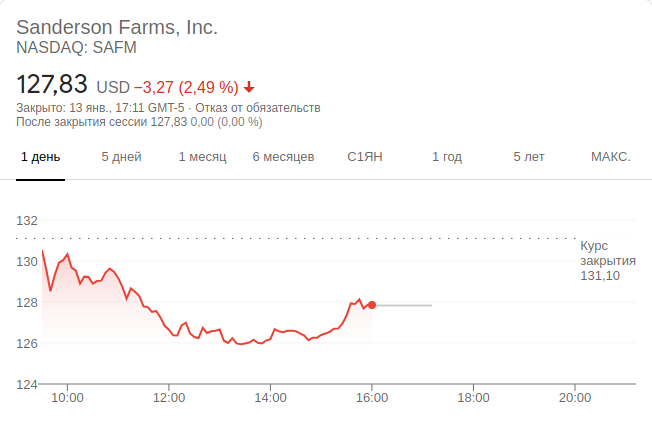 Sanderson Farms, Inc.
NASDAQ: SAFM
127,83 USD −3,27 (2,49 %)
Закрыто: 13 янв., 17:11 GMT-5 · Отказ от обязательств
После закрытия сессии 127,83 0,00 (0,00 %)
1 день 5 дней 1 месяц 6 месяцев С1ЯН 1 год 5 лет МАКС.
132
Курс
закрытия
131,10
130
128
126
124
10:00 12:00 14:00 16:00 18:00 20:00